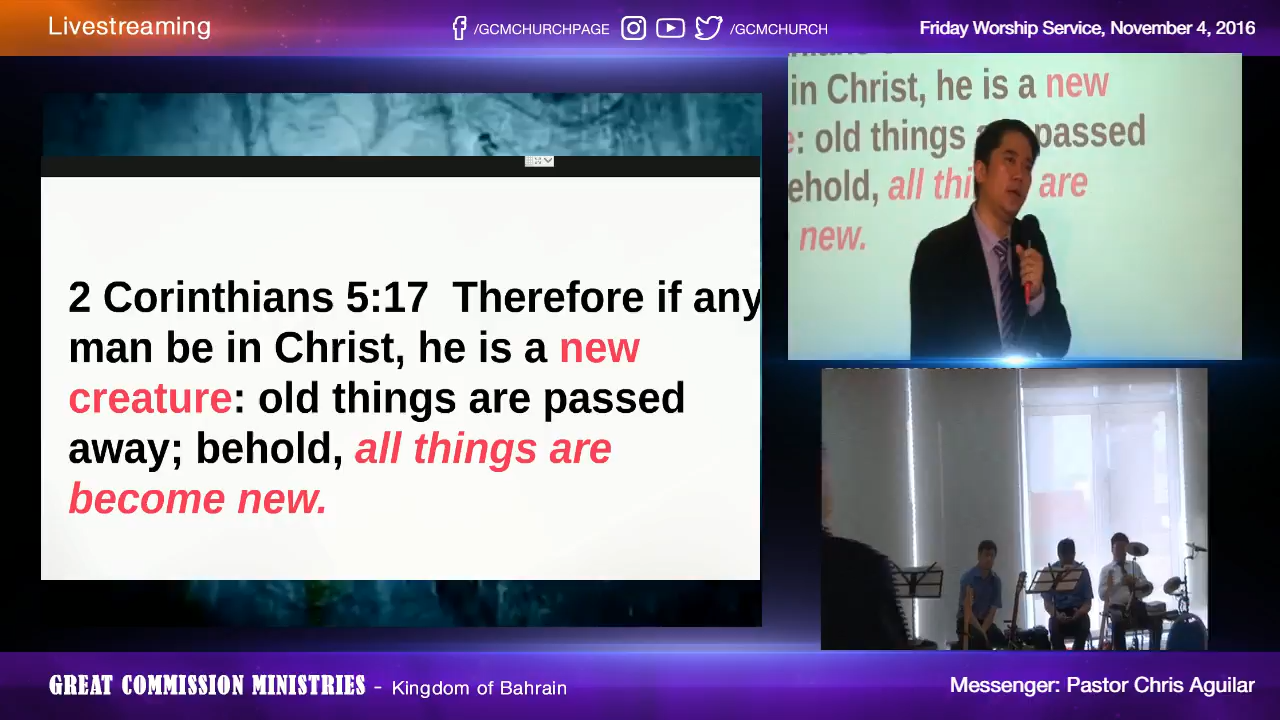 Livestreaming
/GCMCHURCHPAGE
/GCMCHURCH
Friday Worship Service, November 4, 2016
2 Corinthians 5:17  Therefore if any
man be in Christ, he is a new
creature: old things are passed
away; behold, all things are
become new.
in Christ, he is a new
: old things passed
ehold, all thi are
new.
GREAT COMMISSION MINISTRIES - Kingdom of Bahrain
Messenger: Pastor Chris Aguilar